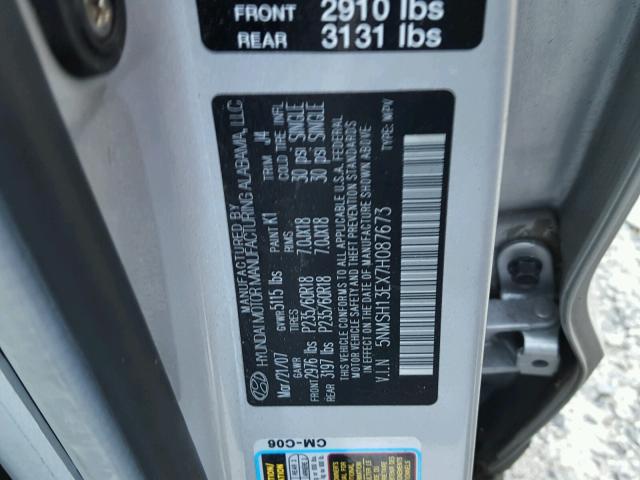 FRONT 2910 lbs
REAR 3131 lbs
MANUFACTURED BY
HYUNDAI MOTOR MANUFACTURING ALABAMA, LLC
Mar/21/07 GVWR 5115 lbs PAINT K1 TRIM J4
GAWR TIRES RIMS COLD TIRE INFL
FRONT 2976 lbs P235/60R18 7.0JX18 30 psi SINGLE
REAR 3197 lbs P235/60R18 7.0JX18 30 psi SINGLE
THIS VEHICLE CONFORMS TO ALL APPLICABLE U.S.A. FEDERAL
MOTOR VEHICLE SAFETY AND THEFT PREVENTION STANDARDS
IN EFFECT ON THE DATE OF MANUFACTURE SHOWN ABOVE
V.I.N 5NMSH13EX7H087673 TYPE: MPV
CM-C06